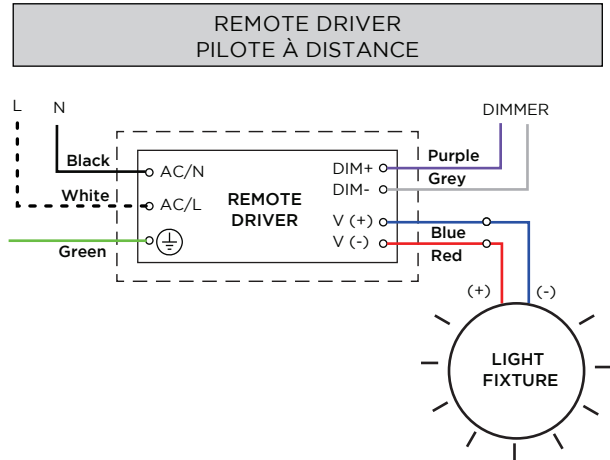 REMOTE DRIVER
PILOTE À DISTANCE
L N
DIMMER
Black
AC/N
White
AC/L
Green
REMOTE
DRIVER
DIM+
Purple
DIM-
Grey
V (+)
Blue
V (-)
Red
(+) (-)
LIGHT
FIXTURE